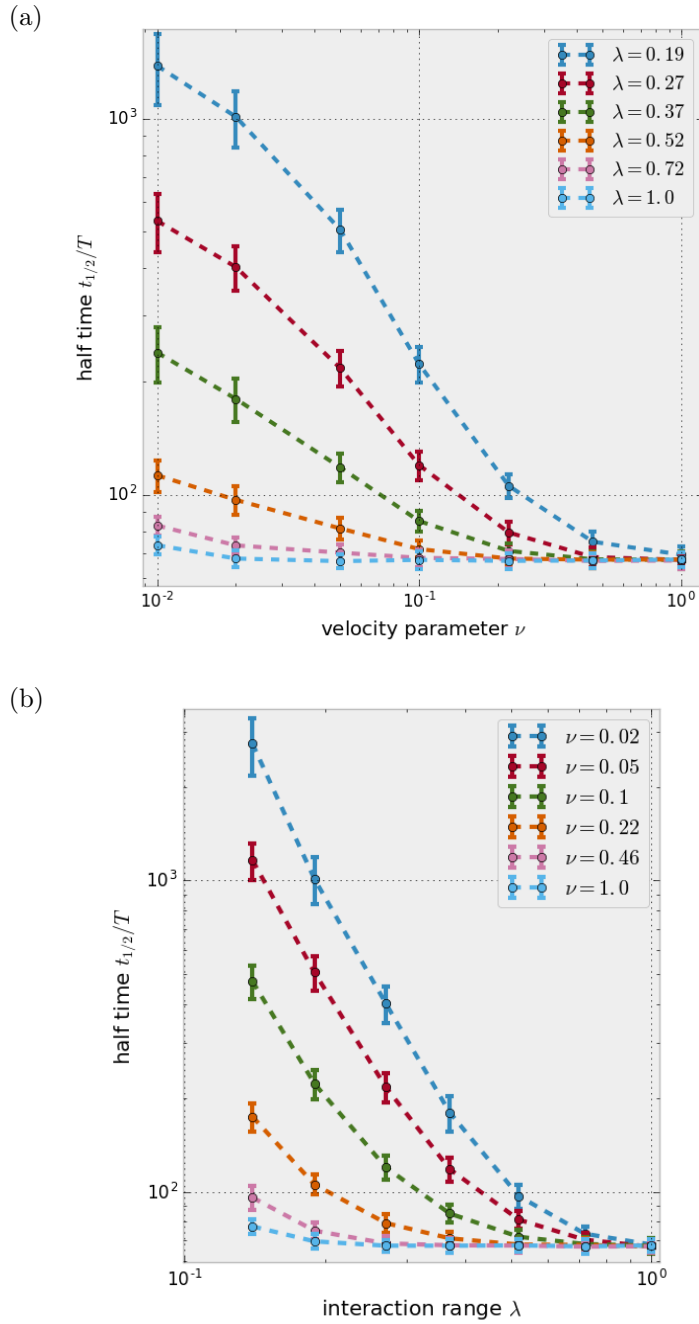 (a)
10³
10²
half time t₁/₂/T
λ = 0.19
λ = 0.27
λ = 0.37
λ = 0.52
λ = 0.72
λ = 1.0
10⁻²
10⁻¹
10⁰
velocity parameter ν
(b)
10³
10²
half time t₁/₂/T
ν = 0.02
ν = 0.05
ν = 0.1
ν = 0.22
ν = 0.46
ν = 1.0
10⁻¹
10⁰
interaction range λ